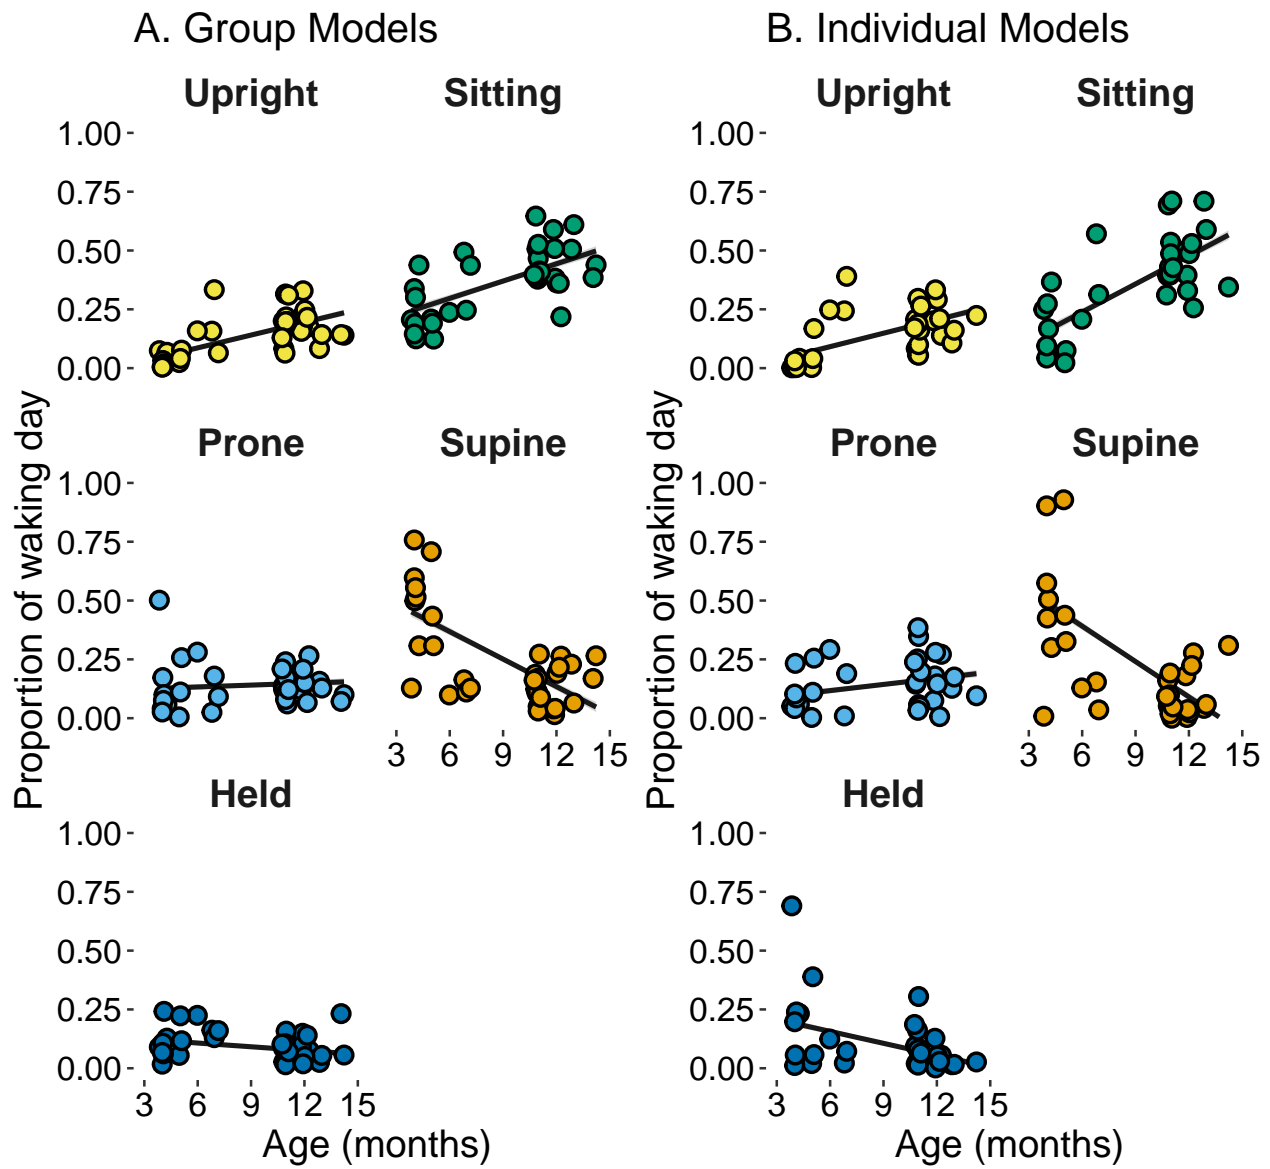 A. Group Models
Upright Sitting
1.00
0.75
0.50
0.25
0.00
Prone Supine
1.00
0.75
0.50
0.25
0.00
3 6 9 12 15
Held
1.00
0.75
0.50
0.25
0.00
3 6 9 12 15
Age (months)
Proportion of waking day
B. Individual Models
Upright Sitting
1.00
0.75
0.50
0.25
0.00
Prone Supine
1.00
0.75
0.50
0.25
0.00
3 6 9 12 15
Held
1.00
0.75
0.50
0.25
0.00
3 6 9 12 15
Age (months)
Proportion of waking day